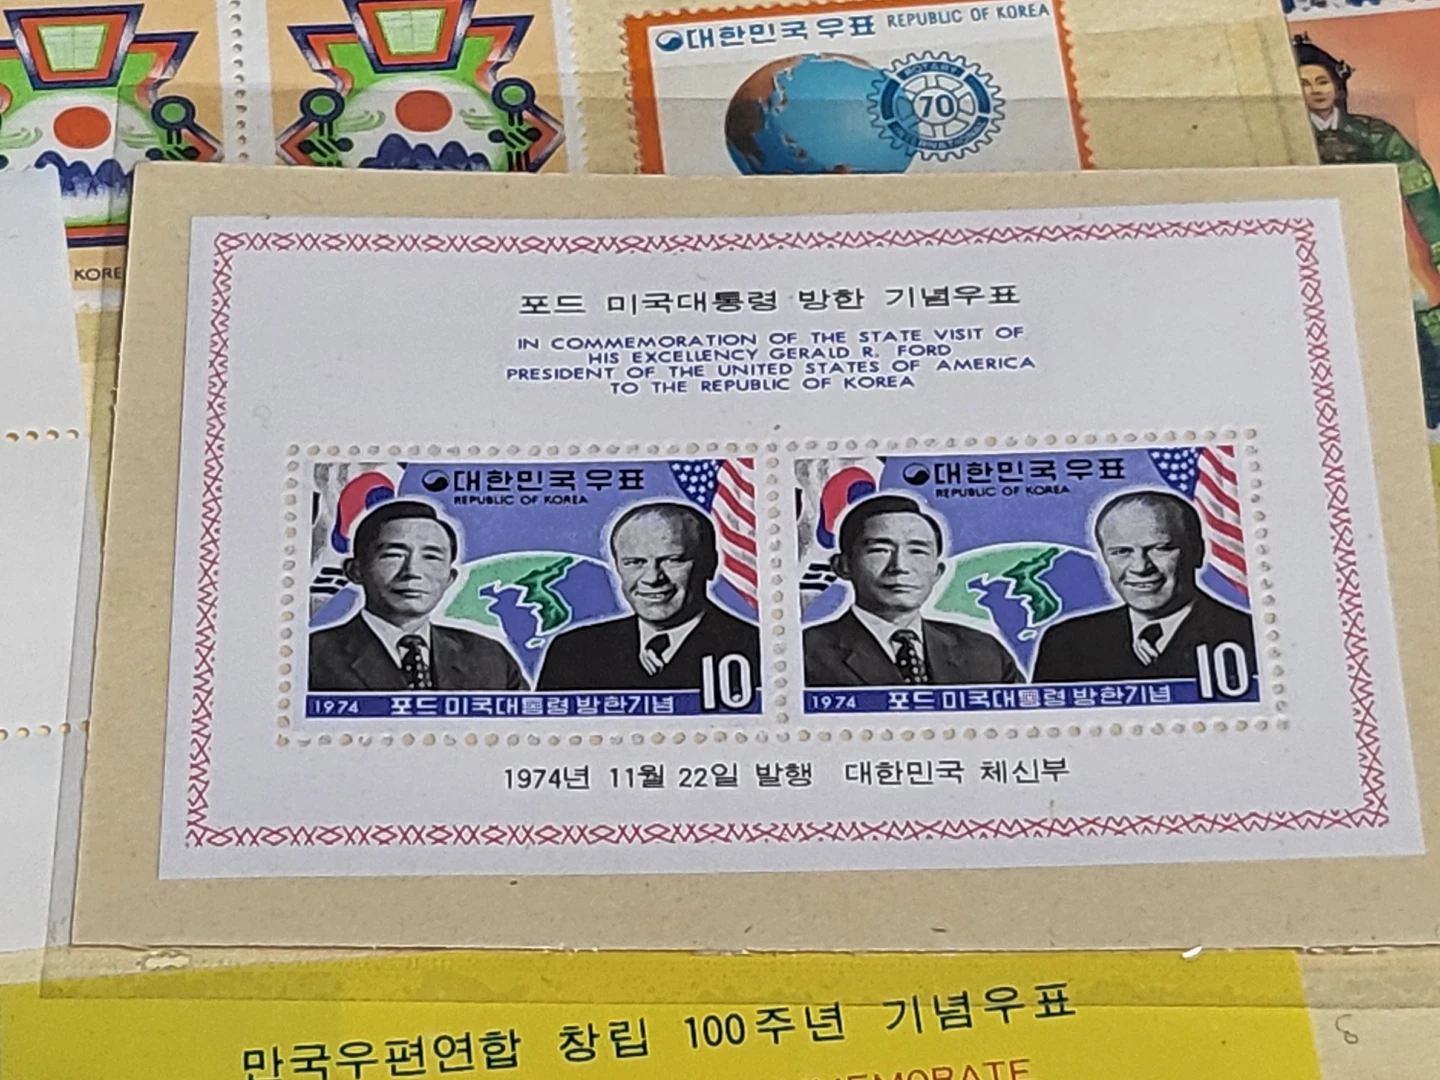 대한민국 우표 REPUBLIC OF KOREA
ROTARY
70
KORE
포드 미국대통령 방한 기념우표
IN COMMEMORATION OF THE STATE VISIT OF
HIS EXCELLENCY GERALD R. FORD
PRESIDENT OF THE UNITED STATES OF AMERICA
TO THE REPUBLIC OF KOREA
대한민국 우표
REPUBLIC OF KOREA
10
1974 포드 미국대통령 방한기념
대한민국 우표
REPUBLIC OF KOREA
10
1974 포드 미국대통령 방한기념
1974년 11월 22일 발행 대한민국 체신부
만국우편연합 창립 100주년 기념우표
MEMORATE
8